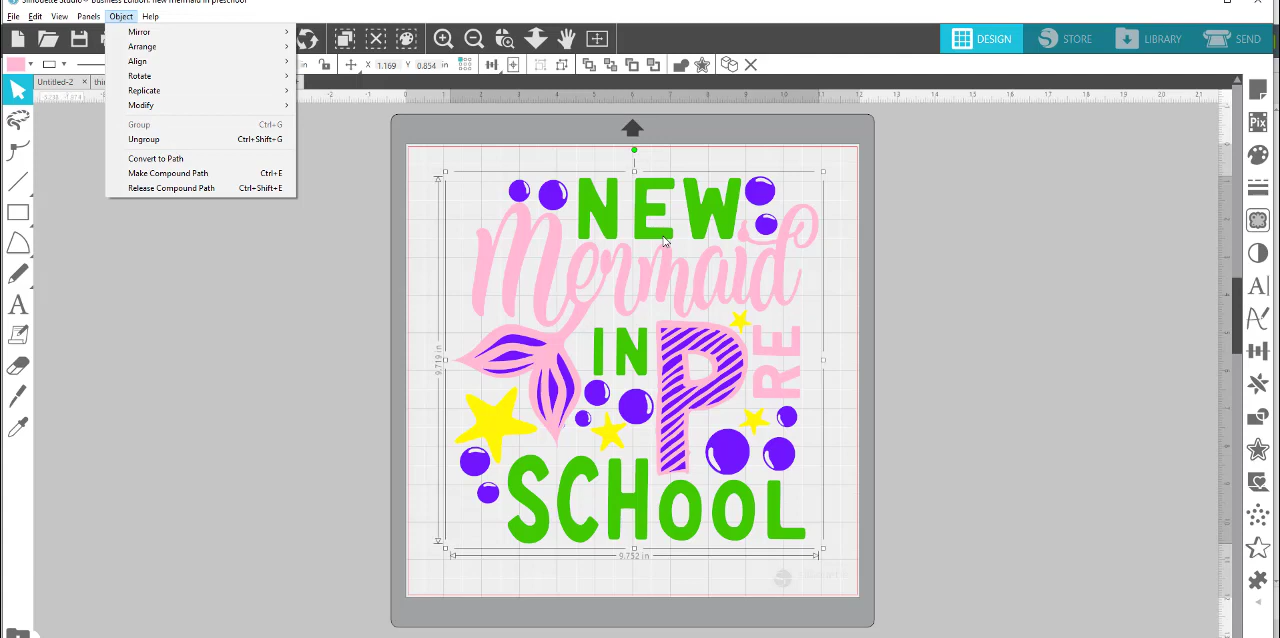 Silhouette Studio® Business Edition: new mermaid in preschool
File Edit View Panels Object Help
Mirror
Arrange
Align
Rotate
Replicate
Modify
Group Ctrl+G
Ungroup Ctrl+Shift+G
Convert to Path
Make Compound Path Ctrl+E
Release Compound Path Ctrl+Shift+E
DESIGN STORE LIBRARY SEND
in X 1.169 Y 0.854 in
Untitled-2 × thi
NEW
Mermaid
IN PRE
SCHOOL
9.719 in
9.752 in